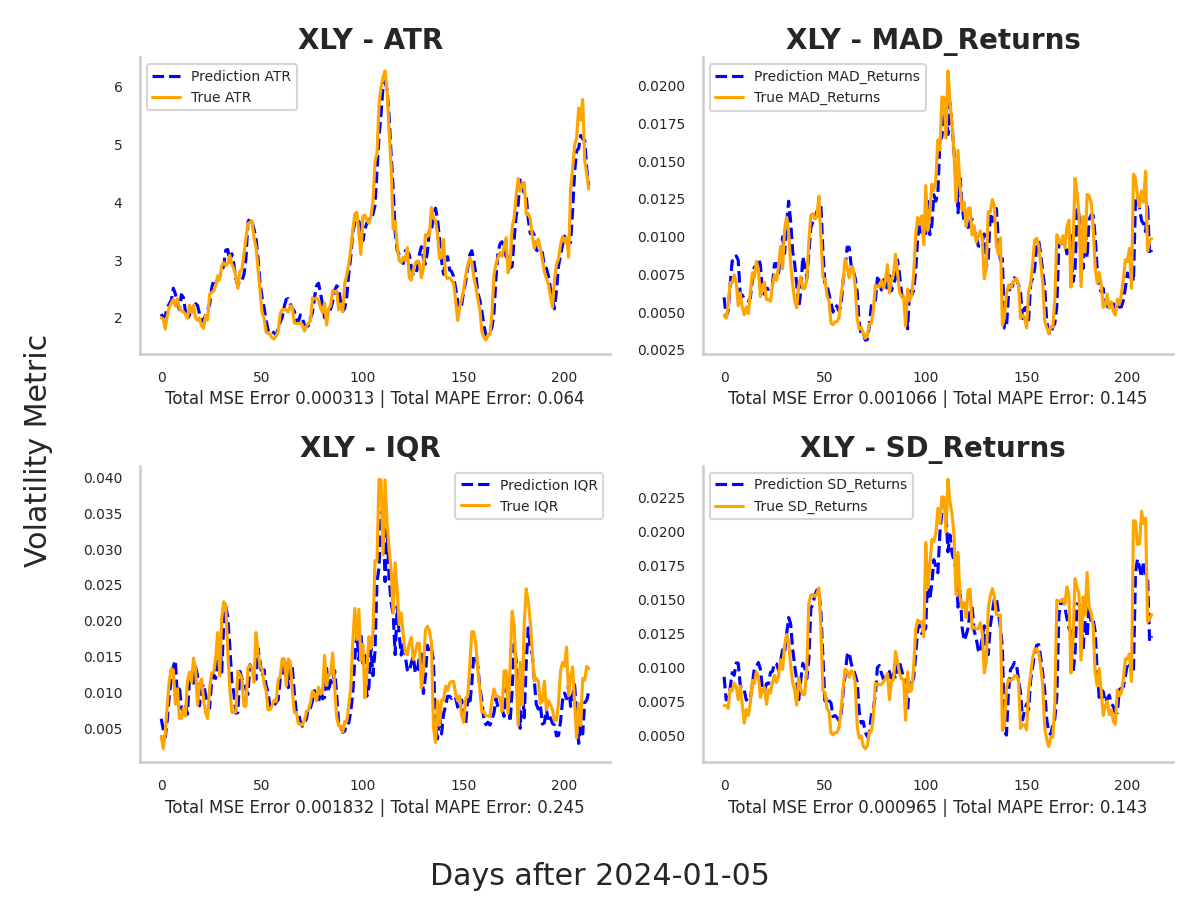 XLY - ATR
Prediction ATR
True ATR
6
5
4
3
2
0 50 100 150 200
Total MSE Error 0.000313 | Total MAPE Error: 0.064
XLY - MAD_Returns
Prediction MAD_Returns
True MAD_Returns
0.0200
0.0175
0.0150
0.0125
0.0100
0.0075
0.0050
0.0025
0 50 100 150 200
Total MSE Error 0.001066 | Total MAPE Error: 0.145
Volatility Metric
XLY - IQR
Prediction IQR
True IQR
0.040
0.035
0.030
0.025
0.020
0.015
0.010
0.005
0 50 100 150 200
Total MSE Error 0.001832 | Total MAPE Error: 0.245
XLY - SD_Returns
Prediction SD_Returns
True SD_Returns
0.0225
0.0200
0.0175
0.0150
0.0125
0.0100
0.0075
0.0050
0 50 100 150 200
Total MSE Error 0.000965 | Total MAPE Error: 0.143
Days after 2024-01-05